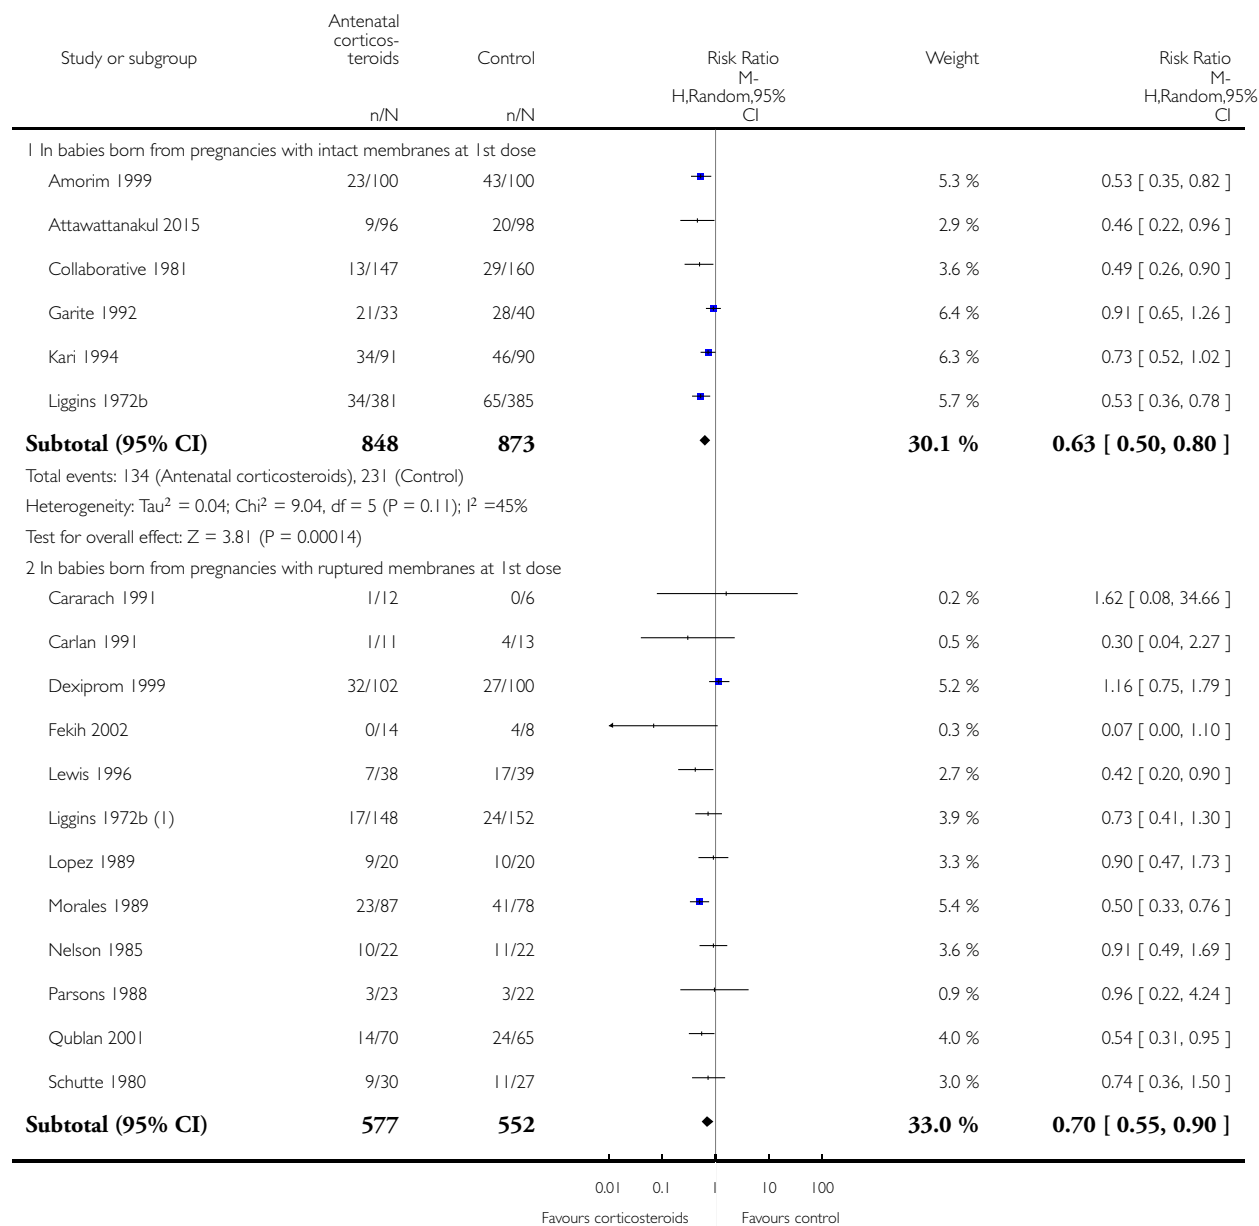 Study or subgroup Antenatal corticos- teroids Control Risk Ratio Weight Risk Ratio
M- H,Random,95% CI M- H,Random,95% CI
n/N n/N
1 In babies born from pregnancies with intact membranes at 1st dose
Amorim 1999 23/100 43/100 5.3 % 0.53 [ 0.35, 0.82 ]
Attawattanakul 2015 9/96 20/98 2.9 % 0.46 [ 0.22, 0.96 ]
Collaborative 1981 13/147 29/160 3.6 % 0.49 [ 0.26, 0.90 ]
Garite 1992 21/33 28/40 6.4 % 0.91 [ 0.65, 1.26 ]
Kari 1994 34/91 46/90 6.3 % 0.73 [ 0.52, 1.02 ]
Liggins 1972b 34/381 65/385 5.7 % 0.53 [ 0.36, 0.78 ]
Subtotal (95% CI) 848 873 30.1 % 0.63 [ 0.50, 0.80 ]
Total events: 134 (Antenatal corticosteroids), 231 (Control)
Heterogeneity: Tau² = 0.04; Chi² = 9.04, df = 5 (P = 0.11); I² =45%
Test for overall effect: Z = 3.81 (P = 0.00014)
2 In babies born from pregnancies with ruptured membranes at 1st dose
Cararach 1991 1/12 0/6 0.2 % 1.62 [ 0.08, 34.66 ]
Carlan 1991 1/11 4/13 0.5 % 0.30 [ 0.04, 2.27 ]
Dexiprom 1999 32/102 27/100 5.2 % 1.16 [ 0.75, 1.79 ]
Fekih 2002 0/14 4/8 0.3 % 0.07 [ 0.00, 1.10 ]
Lewis 1996 7/38 17/39 2.7 % 0.42 [ 0.20, 0.90 ]
Liggins 1972b (1) 17/148 24/152 3.9 % 0.73 [ 0.41, 1.30 ]
Lopez 1989 9/20 10/20 3.3 % 0.90 [ 0.47, 1.73 ]
Morales 1989 23/87 41/78 5.4 % 0.50 [ 0.33, 0.76 ]
Nelson 1985 10/22 11/22 3.6 % 0.91 [ 0.49, 1.69 ]
Parsons 1988 3/23 3/22 0.9 % 0.96 [ 0.22, 4.24 ]
Qublan 2001 14/70 24/65 4.0 % 0.54 [ 0.31, 0.95 ]
Schutte 1980 9/30 11/27 3.0 % 0.74 [ 0.36, 1.50 ]
Subtotal (95% CI) 577 552 33.0 % 0.70 [ 0.55, 0.90 ]
0.01 0.1 1 10 100
Favours corticosteroids Favours control